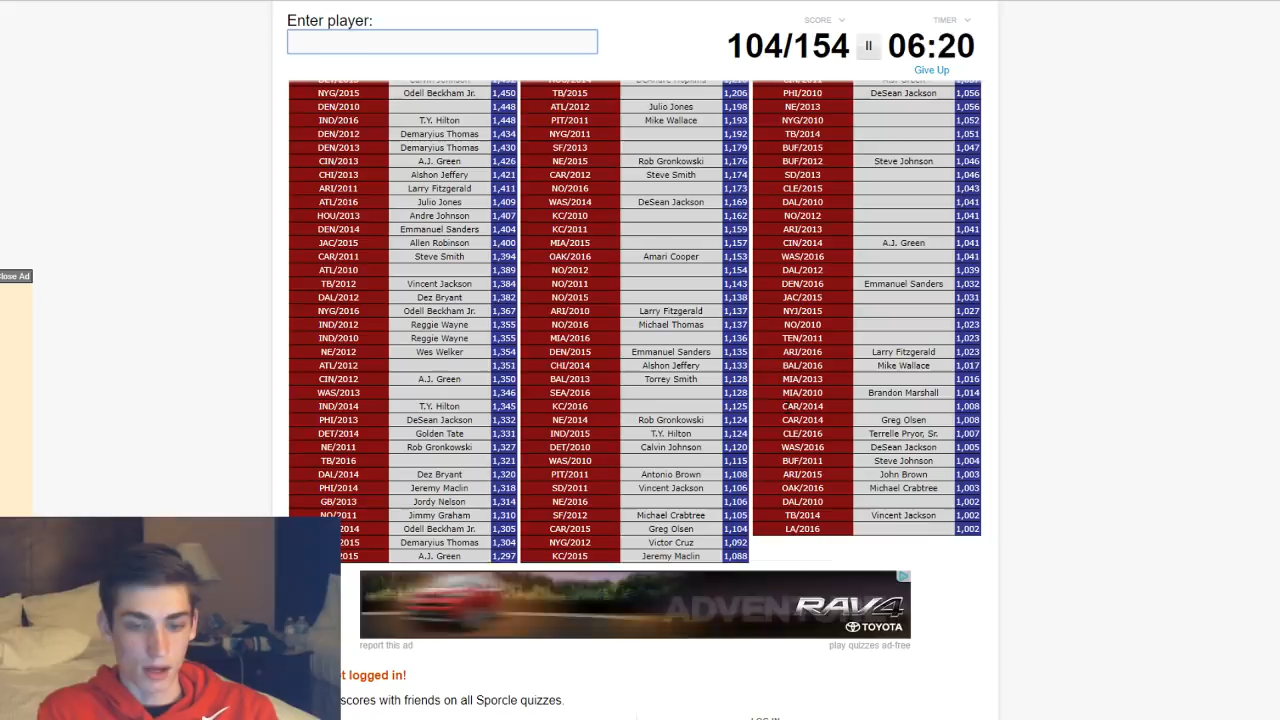 Enter player:
SCORE
TIMER
104/154
06:20
Give Up
NYG/2015 Odell Beckham Jr. 1,450
DEN/2010 1,448
IND/2016 T.Y. Hilton 1,448
DEN/2012 Demaryius Thomas 1,434
DEN/2013 Demaryius Thomas 1,430
CIN/2013 A.J. Green 1,426
CHI/2013 Alshon Jeffery 1,421
ARI/2011 Larry Fitzgerald 1,411
ATL/2016 Julio Jones 1,409
HOU/2013 Andre Johnson 1,407
DEN/2014 Emmanuel Sanders 1,404
JAC/2015 Allen Robinson 1,400
CAR/2011 Steve Smith 1,394
ATL/2010 1,389
TB/2012 Vincent Jackson 1,384
DAL/2012 Dez Bryant 1,382
NYG/2016 Odell Beckham Jr. 1,367
IND/2012 Reggie Wayne 1,355
IND/2010 Reggie Wayne 1,355
NE/2012 Wes Welker 1,354
ATL/2012 1,351
CIN/2012 A.J. Green 1,350
WAS/2013 1,346
IND/2014 T.Y. Hilton 1,345
PHI/2013 DeSean Jackson 1,332
DET/2014 Golden Tate 1,331
NE/2011 Rob Gronkowski 1,327
TB/2016 1,321
DAL/2014 Dez Bryant 1,320
PHI/2014 Jeremy Maclin 1,318
GB/2013 Jordy Nelson 1,314
NO/2011 Jimmy Graham 1,310
2014 Odell Beckham Jr. 1,305
2015 Demaryius Thomas 1,304
2015 A.J. Green 1,297
TB/2015 1,206
ATL/2012 Julio Jones 1,198
PIT/2011 Mike Wallace 1,193
NYG/2011 1,192
SF/2013 1,179
NE/2015 Rob Gronkowski 1,176
CAR/2012 Steve Smith 1,174
NO/2016 1,173
WAS/2014 DeSean Jackson 1,169
KC/2010 1,162
KC/2011 1,159
MIA/2015 1,157
OAK/2016 Amari Cooper 1,153
NO/2012 1,154
NO/2011 1,143
NO/2015 1,138
ARI/2010 Larry Fitzgerald 1,137
NO/2016 Michael Thomas 1,137
MIA/2016 1,136
DEN/2015 Emmanuel Sanders 1,135
CHI/2014 Alshon Jeffery 1,133
BAL/2013 Torrey Smith 1,128
SEA/2016 1,128
KC/2016 1,125
NE/2014 Rob Gronkowski 1,124
IND/2015 T.Y. Hilton 1,124
DET/2010 Calvin Johnson 1,120
WAS/2010 1,115
PIT/2011 Antonio Brown 1,108
SD/2011 Vincent Jackson 1,106
NE/2016 1,106
SF/2012 Michael Crabtree 1,105
CAR/2015 Greg Olsen 1,104
NYG/2012 Victor Cruz 1,092
KC/2015 Jeremy Maclin 1,088
PHI/2010 DeSean Jackson 1,056
NE/2013 1,056
NYG/2010 1,052
TB/2014 1,051
BUF/2015 1,047
BUF/2012 Steve Johnson 1,046
SD/2013 1,046
CLE/2015 1,043
DAL/2010 1,041
NO/2012 1,041
ARI/2013 1,041
CIN/2014 A.J. Green 1,041
WAS/2016 1,041
DAL/2012 1,039
DEN/2016 Emmanuel Sanders 1,032
JAC/2015 1,031
NYJ/2015 1,027
NO/2010 1,023
TEN/2011 1,023
ARI/2016 Larry Fitzgerald 1,023
BAL/2016 Mike Wallace 1,017
MIA/2013 1,016
MIA/2010 Brandon Marshall 1,014
CAR/2014 1,008
CAR/2014 Greg Olsen 1,008
CLE/2016 Terrelle Pryor, Sr. 1,007
WAS/2016 DeSean Jackson 1,005
BUF/2011 Steve Johnson 1,004
ARI/2015 John Brown 1,003
OAK/2016 Michael Crabtree 1,003
DAL/2010 1,002
TB/2014 Vincent Jackson 1,002
LA/2016 1,002
lose Ad
ADVENTU
RAV4
TOYOTA
report this ad
play quizzes ad-free
t logged in!
scores with friends on all Sporcle quizzes.